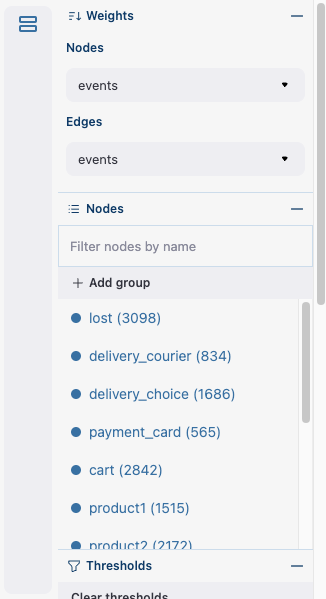 Weights
Nodes
events
Edges
events
Nodes
Filter nodes by name
Add group
lost (3098)
delivery_courier (834)
delivery_choice (1686)
payment_card (565)
cart (2842)
product1 (1515)
product2 (2172)
Thresholds
Clear thresholds